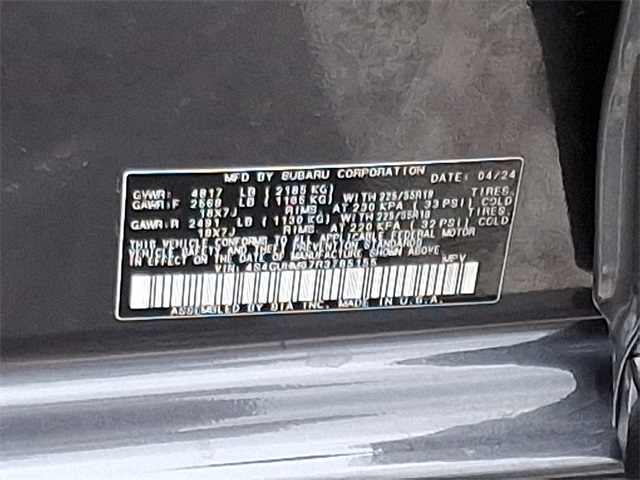 MFD BY SUBARU CORPORATION DATE: 04/24
GVWR: 4817 LB (2185 KG)
GAWR:F 2569 LB (1165 KG) WITH 225/55R18 TIRES.
18X7J RIMS. AT 230 KPA (33 PSI) COLD
GAWR:R 2491 LB (1130 KG) WITH 225/55R18 TIRES.
18X7J RIMS. AT 220 KPA (32 PSI) COLD
THIS VEHICLE CONFORMS TO ALL APPLICABLE FEDERAL MOTOR
VEHICLE SAFETY AND THEFT PREVENTION STANDARDS
IN EFFECT ON THE DATE OF MANUFACTURE SHOWN ABOVE.
VIN: MPV
ASSEMBLED BY SIA INC. MADE IN U.S.A.